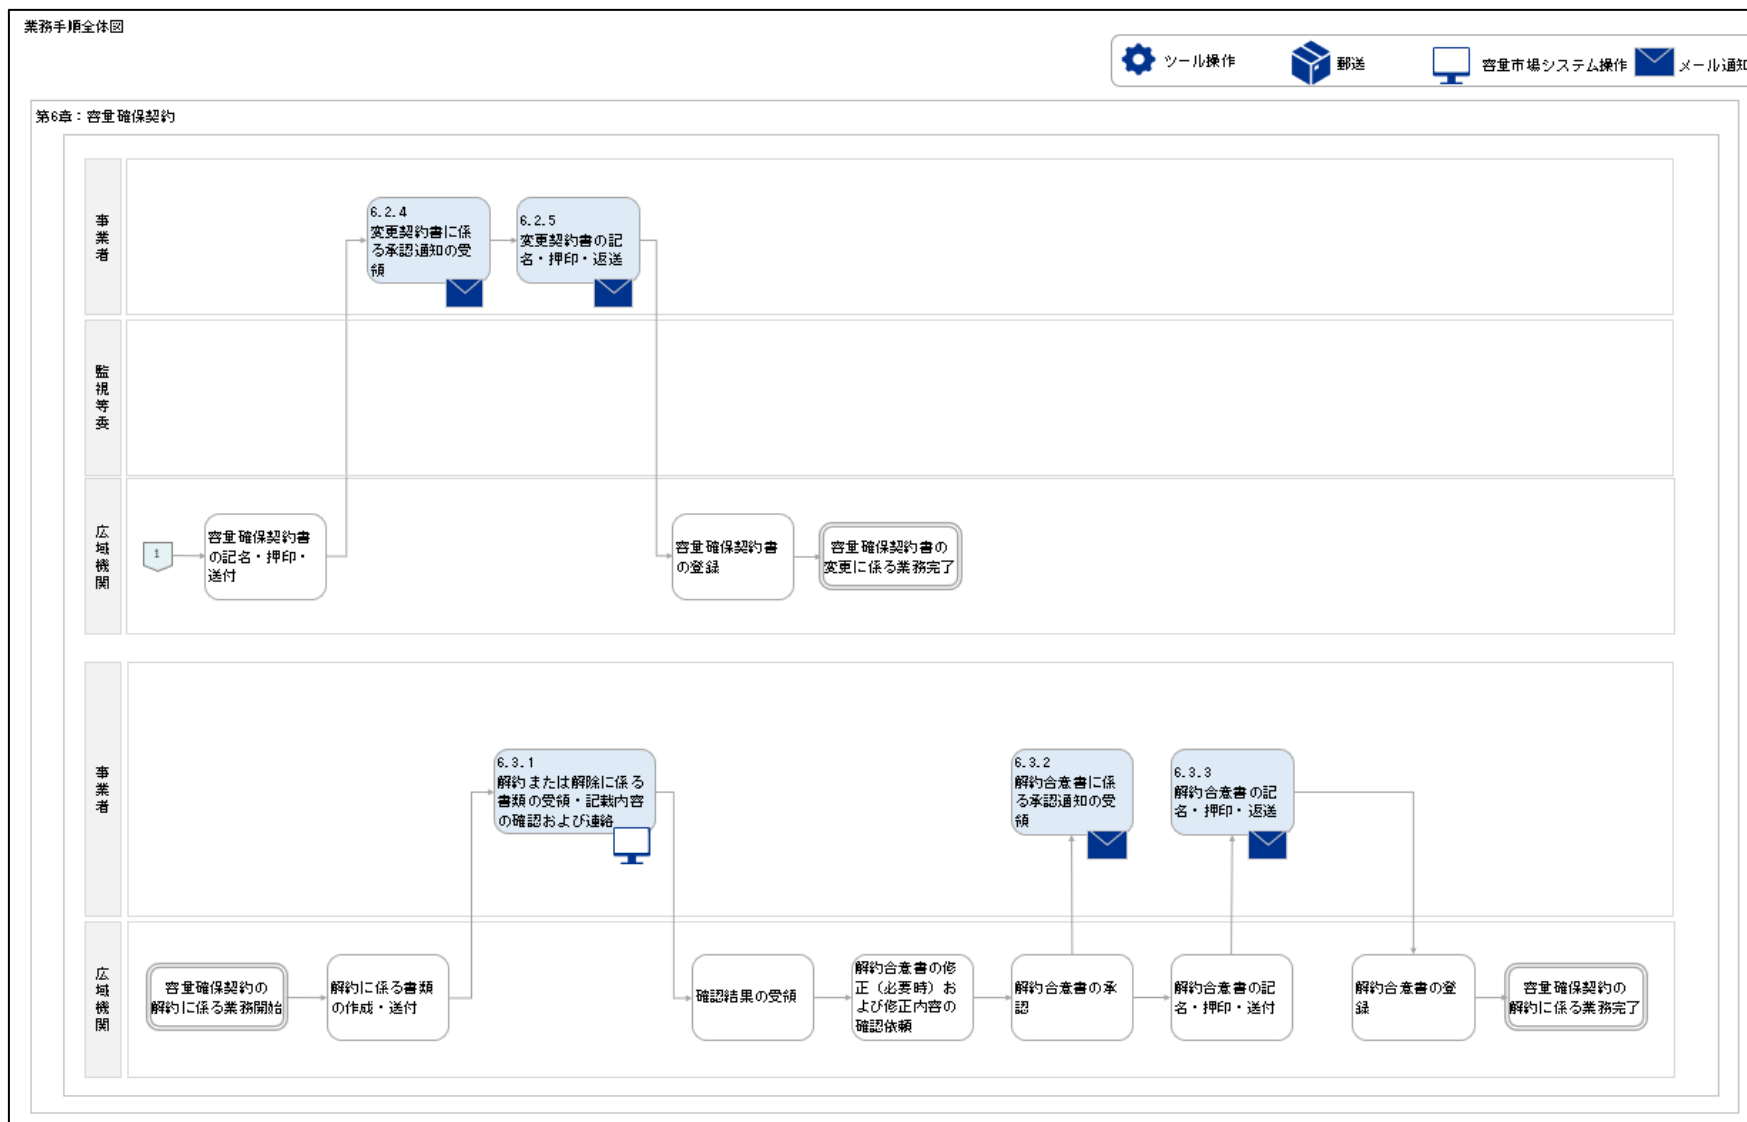 業務手順全体図
ツール操作
郵送
容量市場システム操作
メール通知
第6章：容量確保契約
事業者
6.2.4
変更契約書に係
る承認通知の受
領
6.2.5
変更契約書の記
名・押印・返送
監視等委
広域機関
1
容量確保契約書
の記名・押印・
送付
容量確保契約書
の登録
容量確保契約書の
変更に係る業務完了
事業者
6.3.1
解約または解除に係る
書類の受領・記載内容
の確認および連絡
6.3.2
解約合意書に係
る承認通知の受
領
6.3.3
解約合意書の記
名・押印・返送
広域機関
容量確保契約の
解約に係る業務開始
解約に係る書類
の作成・送付
確認結果の受領
解約合意書の修
正（必要時）お
よび修正内容の
確認依頼
解約合意書の承
認
解約合意書の記
名・押印・送付
解約合意書の登
録
容量確保契約の
解約に係る業務完了